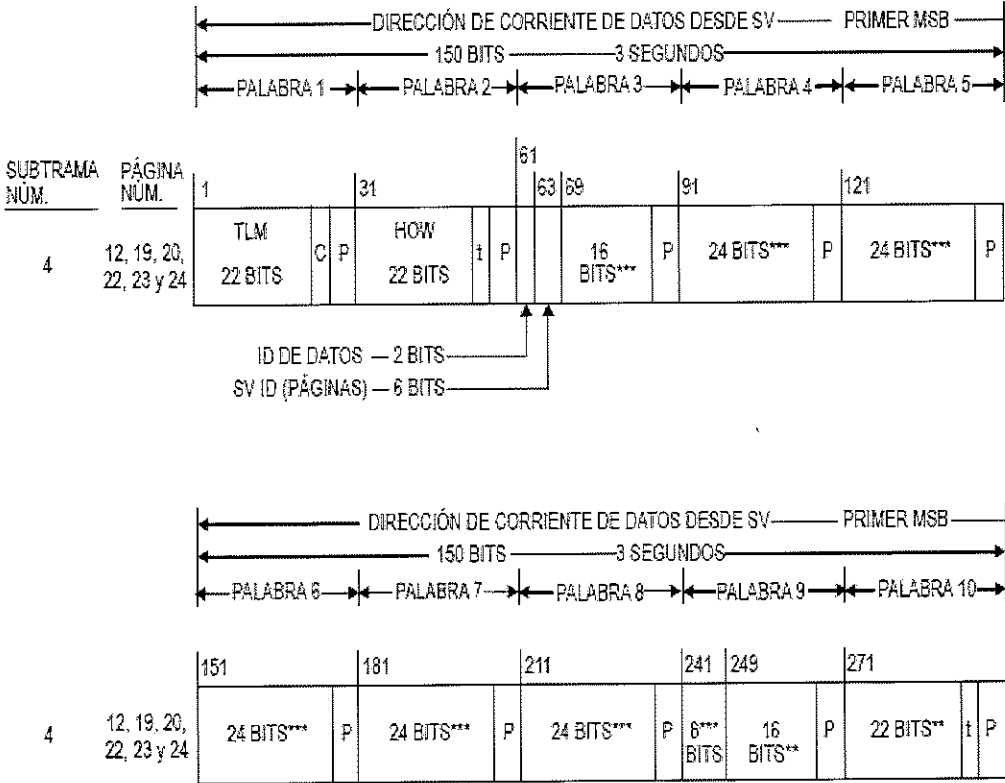 DIRECCIÓN DE CORRIENTE DE DATOS DESDE SV PRIMER MSB
150 BITS 3 SEGUNDOS
PALABRA 1 PALABRA 2 PALABRA 3 PALABRA 4 PALABRA 5
SUBTRAMA NÚM. PÁGINA NÚM.
1 31 61 63 69 91 121
4
12, 19, 20,
22, 23 y 24
TLM
22 BITS
C
P
HOW
22 BITS
t
P
16
BITS***
P
24 BITS***
P
24 BITS***
P
ID DE DATOS — 2 BITS
SV ID (PÁGINAS) — 6 BITS
DIRECCIÓN DE CORRIENTE DE DATOS DESDE SV PRIMER MSB
150 BITS 3 SEGUNDOS
PALABRA 6 PALABRA 7 PALABRA 8 PALABRA 9 PALABRA 10
151 181 211 241 249 271
4
12, 19, 20,
22, 23 y 24
24 BITS***
P
24 BITS***
P
24 BITS***
P
BITS
16
BITS**
P
22 BITS**
t
P